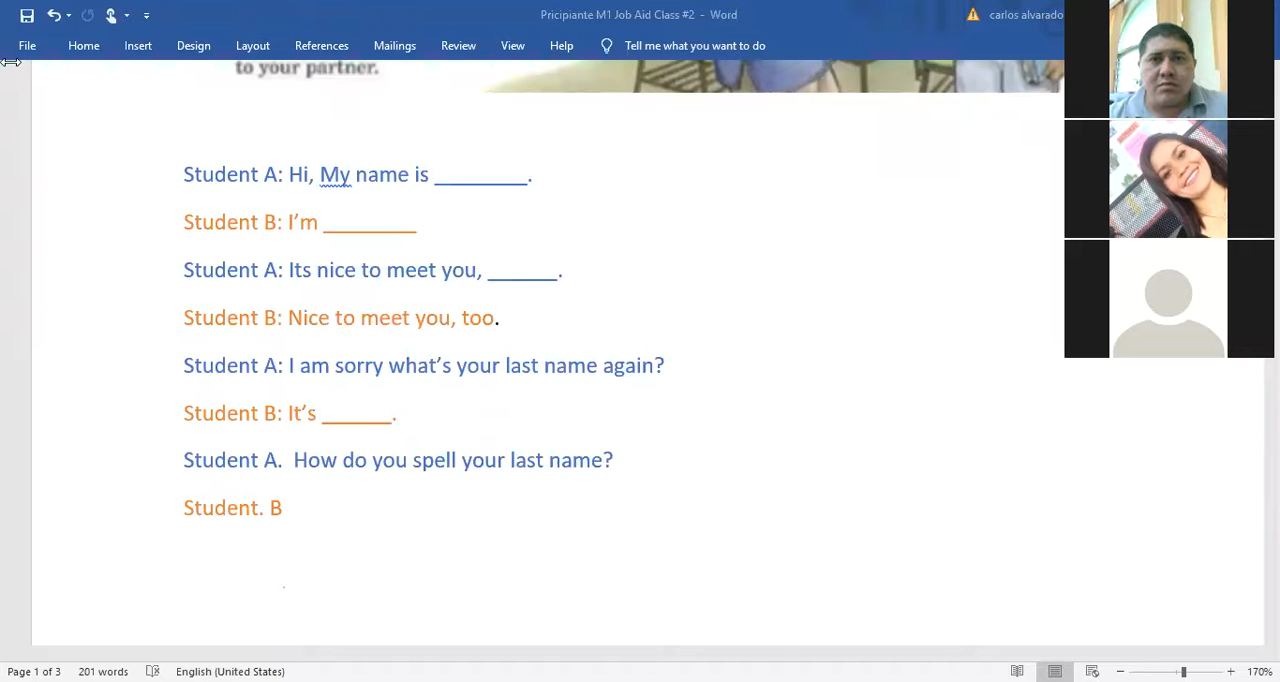 Pricipiante M1 Job Aid Class #2 - Word
carlos alvarado
File Home Insert Design Layout References Mailings Review View Help Tell me what you want to do
to your partner.
Student A: Hi, My name is ________.
Student B: I’m ________
Student A: Its nice to meet you, ______.
Student B: Nice to meet you, too.
Student A: I am sorry what’s your last name again?
Student B: It’s ______.
Student A.  How do you spell your last name?
Student. B
Page 1 of 3 201 words English (United States) 170%